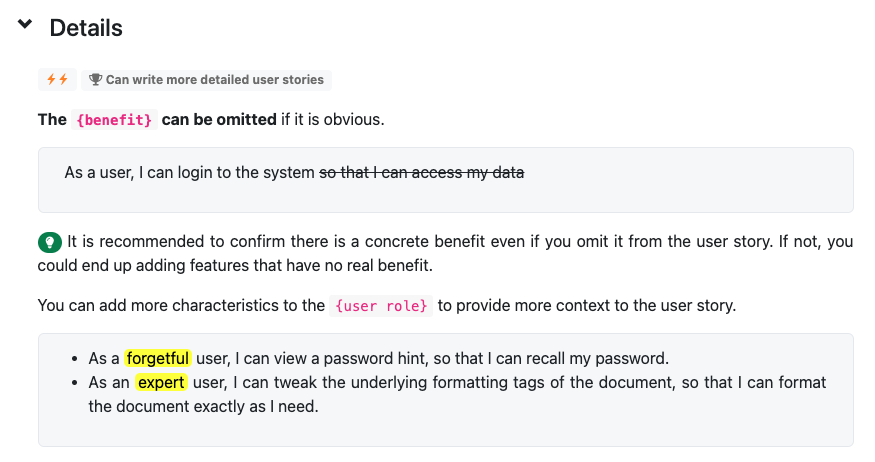 Details
Can write more detailed user stories
The {benefit} can be omitted if it is obvious.
As a user, I can login to the system so that I can access my data
It is recommended to confirm there is a concrete benefit even if you omit it from the user story. If not, you
could end up adding features that have no real benefit.
You can add more characteristics to the {user role} to provide more context to the user story.
• As a forgetful user, I can view a password hint, so that I can recall my password.
• As an expert user, I can tweak the underlying formatting tags of the document, so that I can format
the document exactly as I need.